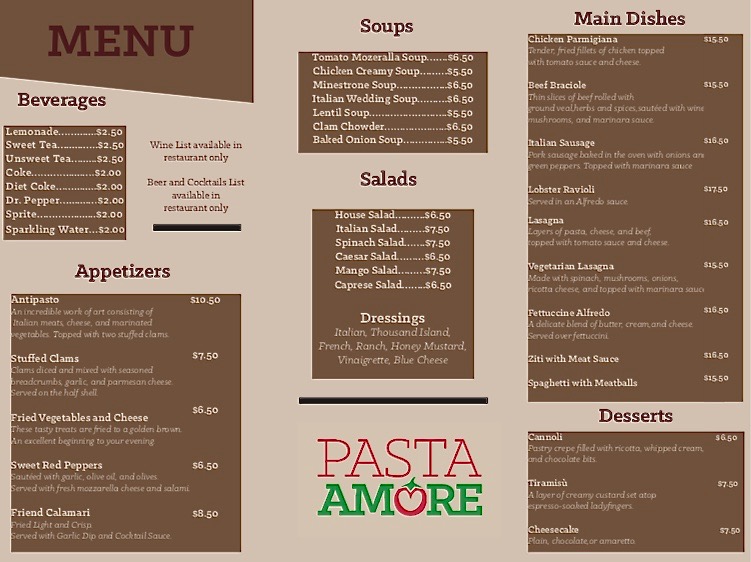 MENU
Beverages
Lemonade.............$2.50
Sweet Tea..............$2.50
Unsweet Tea.........$2.50
Coke.......................$2.00
Diet Coke...............$2.00
Dr. Pepper.............$2.00
Sprite......................$2.00
Sparkling Water...$2.00
Wine List available in
restaurant only
Beer and Cocktails List
available in
restaurant only
Appetizers
Antipasto $10.50
An incredible work of art consisting of
Italian meats, cheese, and marinated
vegetables. Topped with two stuffed clams.
Stuffed Clams $7.50
Clams diced and mixed with seasoned
breadcrumbs, garlic, and parmesan cheese.
Served on the half shell.
Fried Vegetables and Cheese $6.50
These tasty treats are fried to a golden brown.
An excellent beginning to your evening
Sweet Red Peppers $6.50
Sautéed with garlic, olive oil, and olives.
Served with fresh mozzarella cheese and salami.
Friend Calamari $8.50
Fried Light and Crisp.
Served with Garlic Dip and Cocktail Sauce.
Soups
Tomato Mozeralla Soup.......$6.50
Chicken Creamy Soup.........$5.50
Minestrone Soup.................$6.50
Italian Wedding Soup.........$6.50
Lentil Soup..........................$5.50
Clam Chowder....................$6.50
Baked Onion Soup..............$5.50
Salads
House Salad.........$6.50
Italian Salad........$7.50
Spinach Salad.....$7.50
Caesar Salad.......$6.50
Mango Salad.......$7.50
Caprese Salad......$6.50
Dressings
Italian, Thousand Island,
French, Ranch, Honey Mustard,
Vinaigrette, Blue Cheese
PASTA
AMORE
Main Dishes
Chicken Parmigiana $15.50
Tender, fried fillets of chicken topped
with tomato sauce and cheese.
Beef Braciole $15.50
Thin slices of beef rolled with
ground veal,herbs and spices,sautéed with wine
mushrooms, and marinara sauce.
Italian Sausage $16.50
Pork sausage baked in the oven with onions an
green peppers. Topped with marinara sauce
Lobster Ravioli $17.50
Served in an Alfredo sauce.
Lasagna $16.50
Layers of pasta, cheese, and beef,
topped with tomato sauce and cheese.
Vegetarian Lasagna $15.50
Made with spinach, mushrooms, onions,
ricotta cheese, and topped with marinara sauc
Fettuccine Alfredo $16.50
A delicate blend of butter, cream,and cheese.
Served over fettuccini.
Ziti with Meat Sauce $16.50
Spaghetti with Meatballs $15.50
Desserts
Cannoli $6.50
Pastry crepe filled with ricotta, whipped cream,
and chocolate bits.
Tiramisù $7.50
A layer of creamy custard set atop
espresso-soaked ladyfingers.
Cheesecake $7.50
Plain, chocolate,or amaretto.